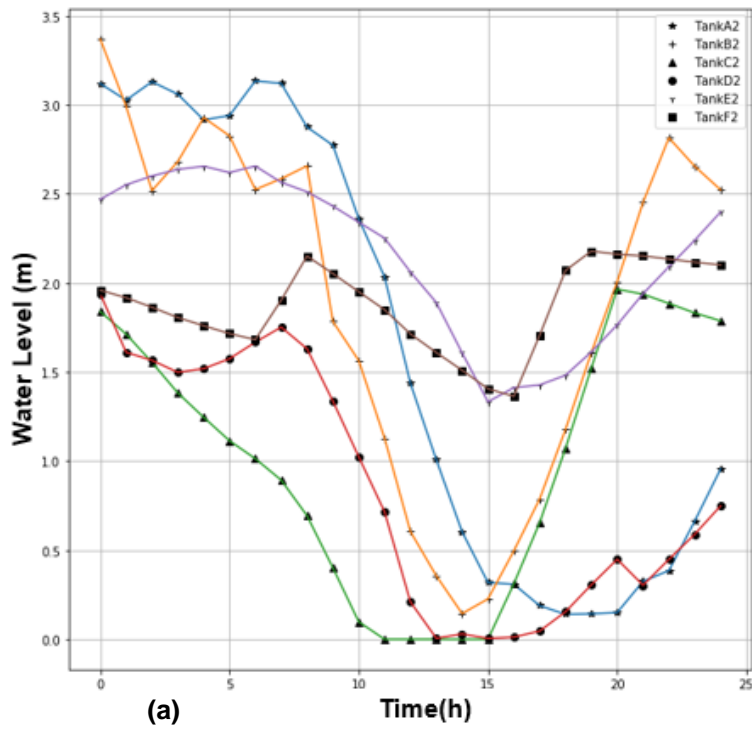 3.5
3.0
2.5
2.0
1.5
1.0
0.5
0.0
Water Level (m)
TankA2
TankB2
TankC2
TankD2
TankE2
TankF2
0 5 10 15 20 25
(a) Time(h)